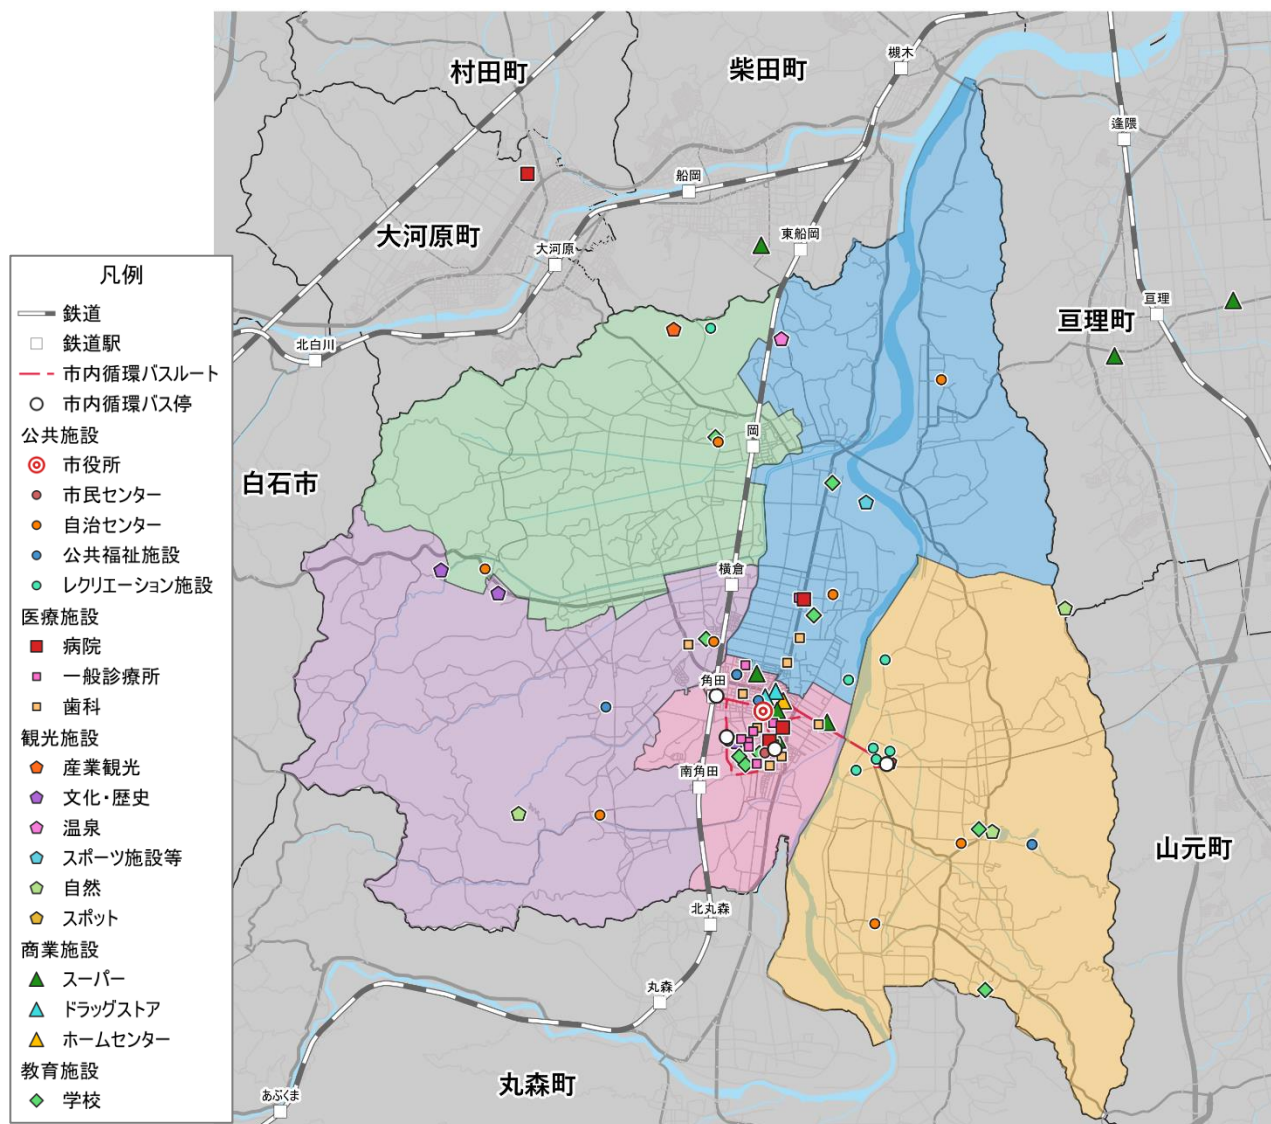 村田町
柴田町
槻木
逢隈
船岡
大河原町
大河原
東船岡
亘理
亘理町
北白川
白石市
岡
横倉
角田
南角田
北丸森
丸森
丸森町
山元町
あぶくま
凡例
鉄道
鉄道駅
市内循環バスルート
市内循環バス停
公共施設
市役所
市民センター
自治センター
公共福祉施設
レクリエーション施設
医療施設
病院
一般診療所
歯科
観光施設
産業観光
文化・歴史
温泉
スポーツ施設等
自然
スポット
商業施設
スーパー
ドラッグストア
ホームセンター
教育施設
学校